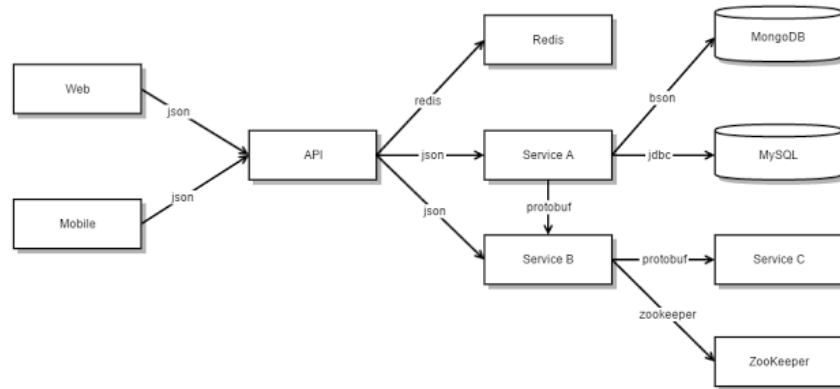 Redis
MongoDB
Web
redis
bson
json
API
json
Service A
jdbc
MySQL
json
json
protobuf
Mobile
Service B
protobuf
Service C
zookeeper
ZooKeeper